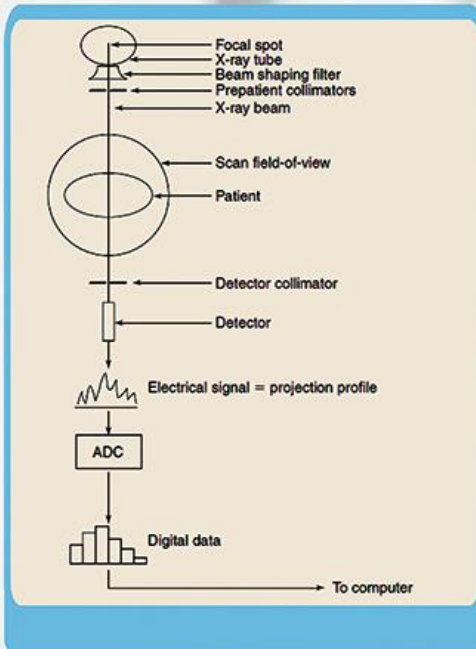 Focal spot
X-ray tube
Beam shaping filter
Prepatient collimators
X-ray beam
Scan field-of-view
Patient
Detector collimator
Detector
Electrical signal = projection profile
ADC
Digital data
To computer